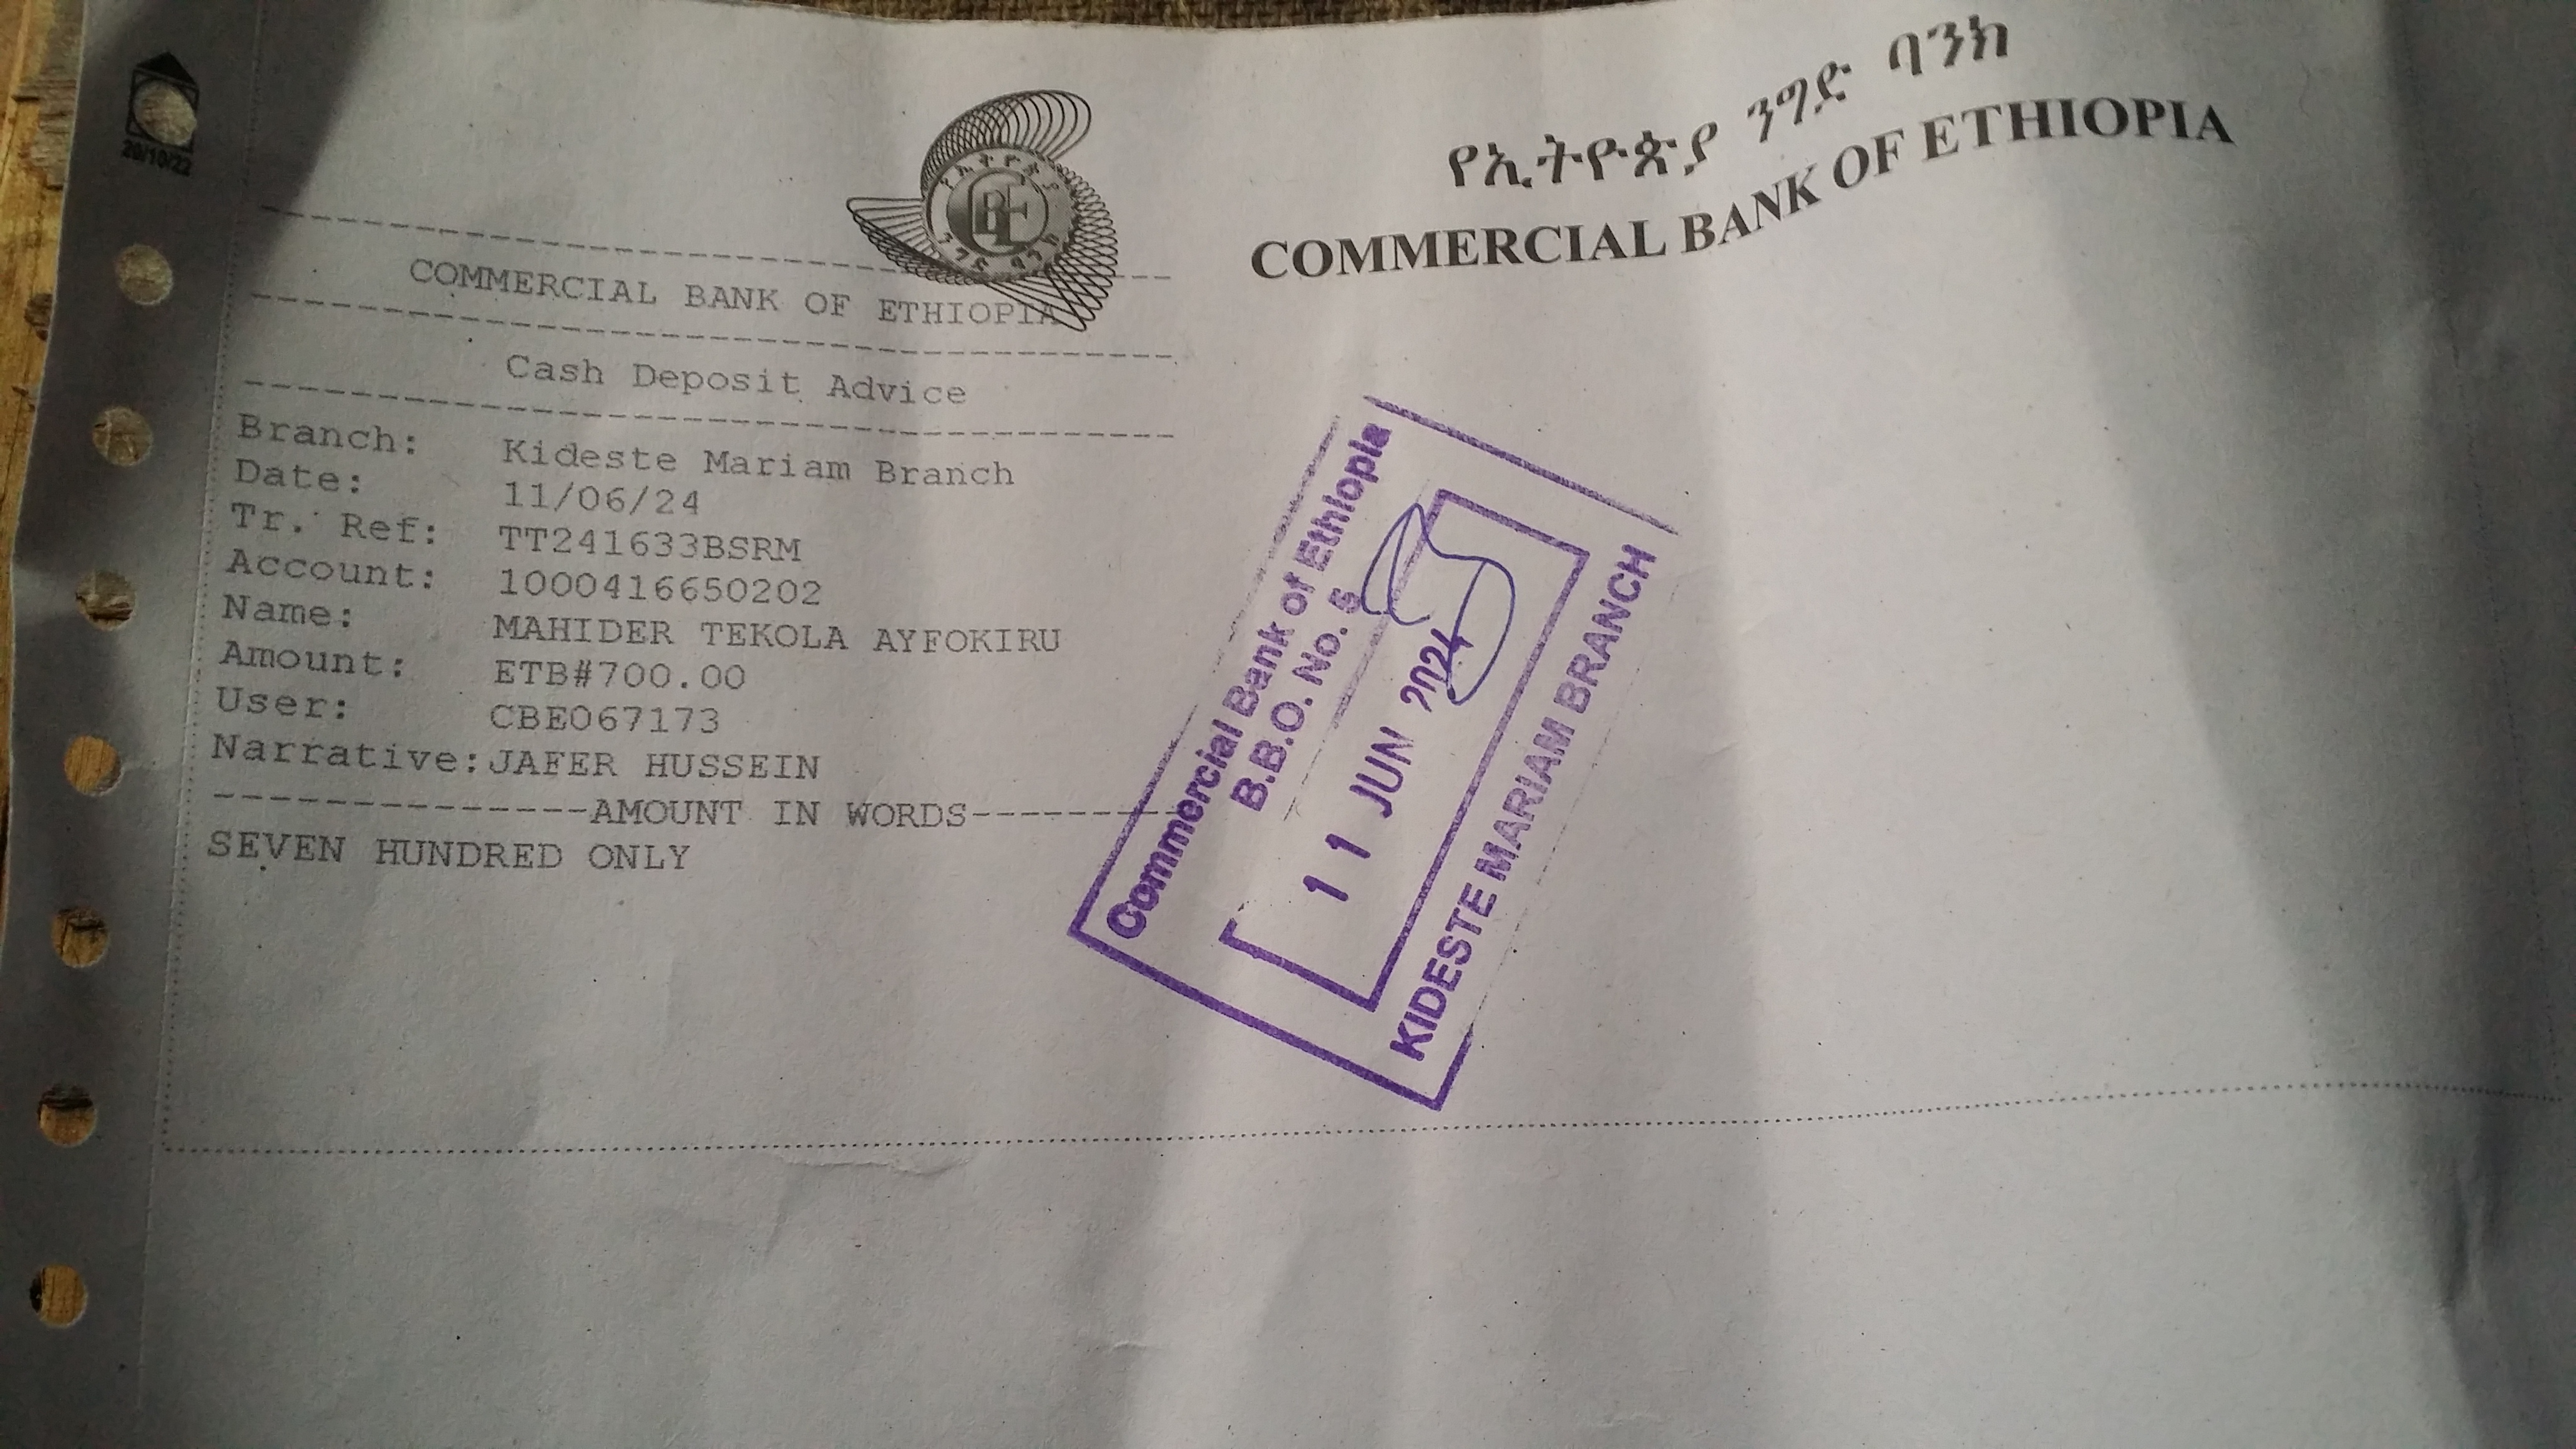 የኢትዮጵያ ንግድ ባንክ
COMMERCIAL BANK OF ETHIOPIA
20/10/22
COMMERCIAL BANK OF ETHIOPIA
Cash Deposit Advice
Branch: Kideste Mariam Branch
Date: 11/06/24
Tr. Ref: TT241633BSRM
Account: 1000416650202
Name: MAHIDER TEKOLA AYFOKIRU
Amount: ETB#700.00
User: CBE067173
Narrative:JAFER HUSSEIN
--------------AMOUNT IN WORDS--------
SEVEN HUNDRED ONLY
Commercial Bank of Ethiopia
B.B.O. No. 5
11 JUN 2024
KIDESTE MARIAM BRANCH